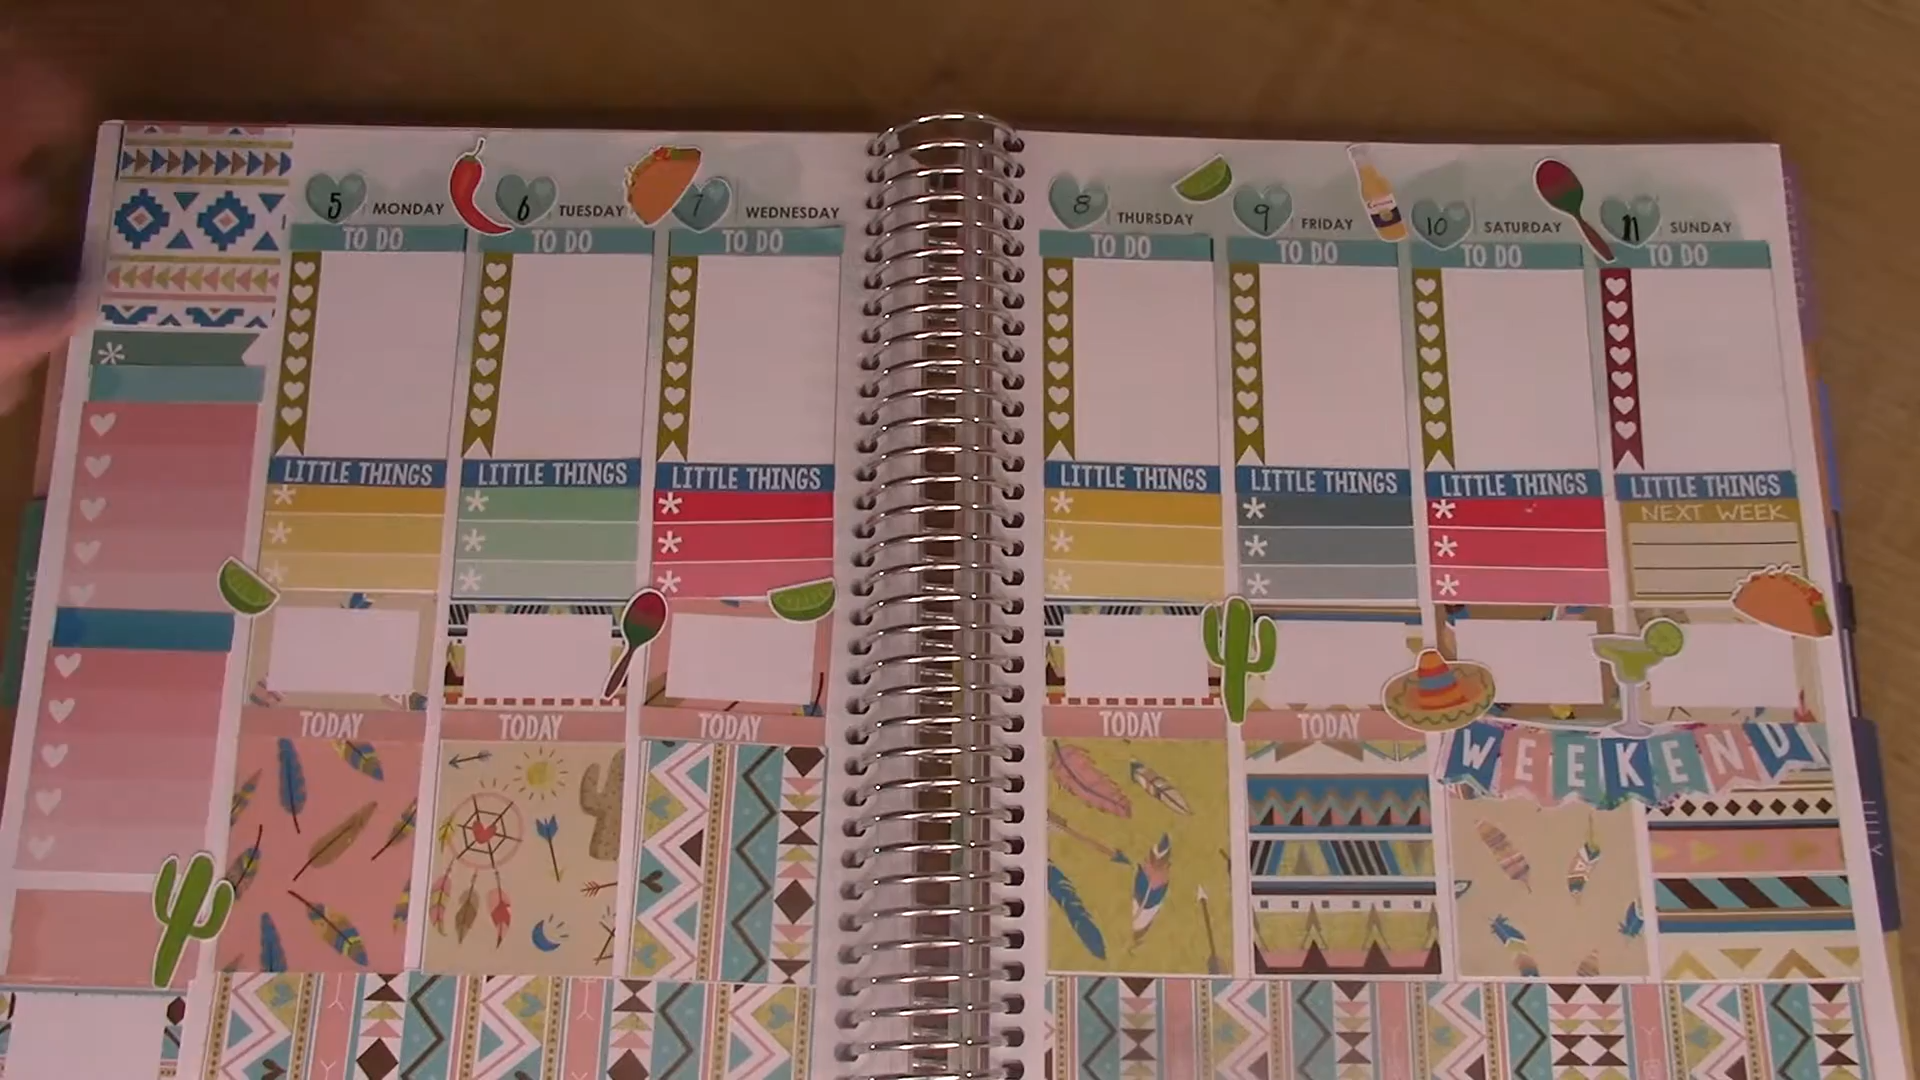 5 MONDAY 6 TUESDAY 7 WEDNESDAY
TO DO TO DO TO DO
LITTLE THINGS LITTLE THINGS LITTLE THINGS
TODAY TODAY TODAY
8 THURSDAY 9 FRIDAY 10 SATURDAY 11 SUNDAY
TO DO TO DO TO DO TO DO
LITTLE THINGS LITTLE THINGS LITTLE THINGS LITTLE THINGS
NEXT WEEK
TODAY TODAY
WEEKEND
JUNE
JULY